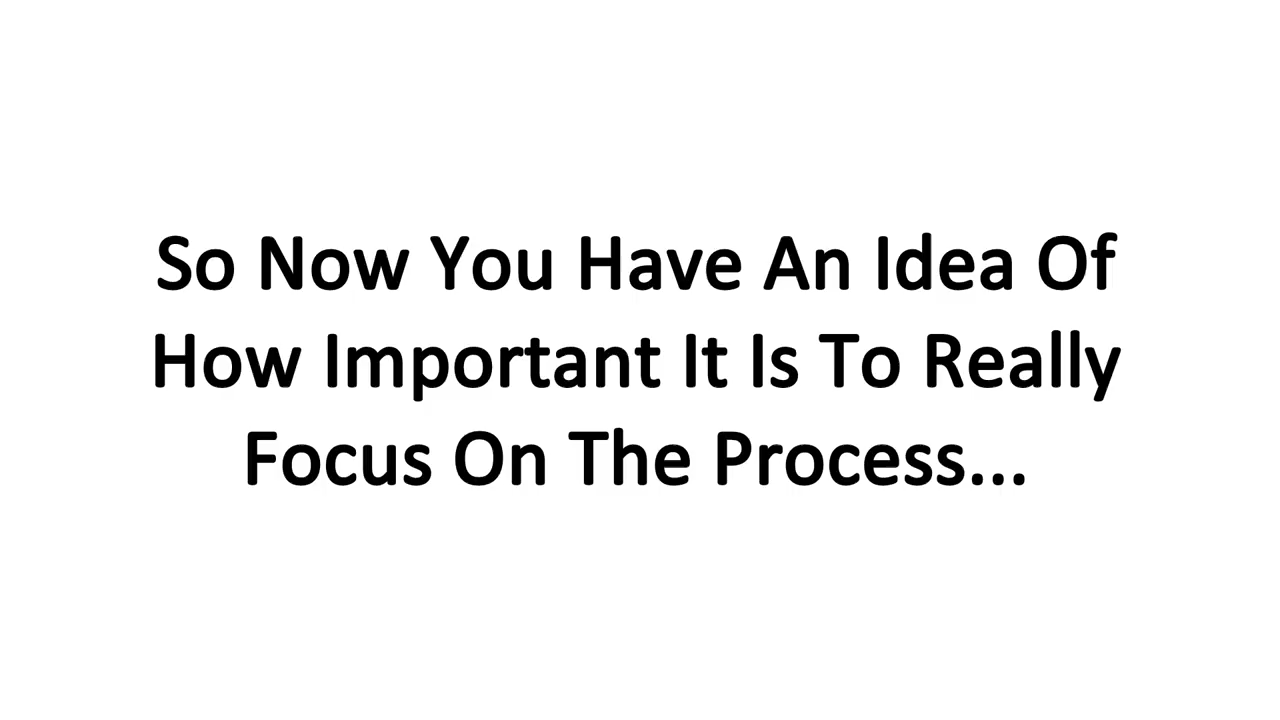 So Now You Have An Idea Of
How Important It Is To Really
Focus On The Process...